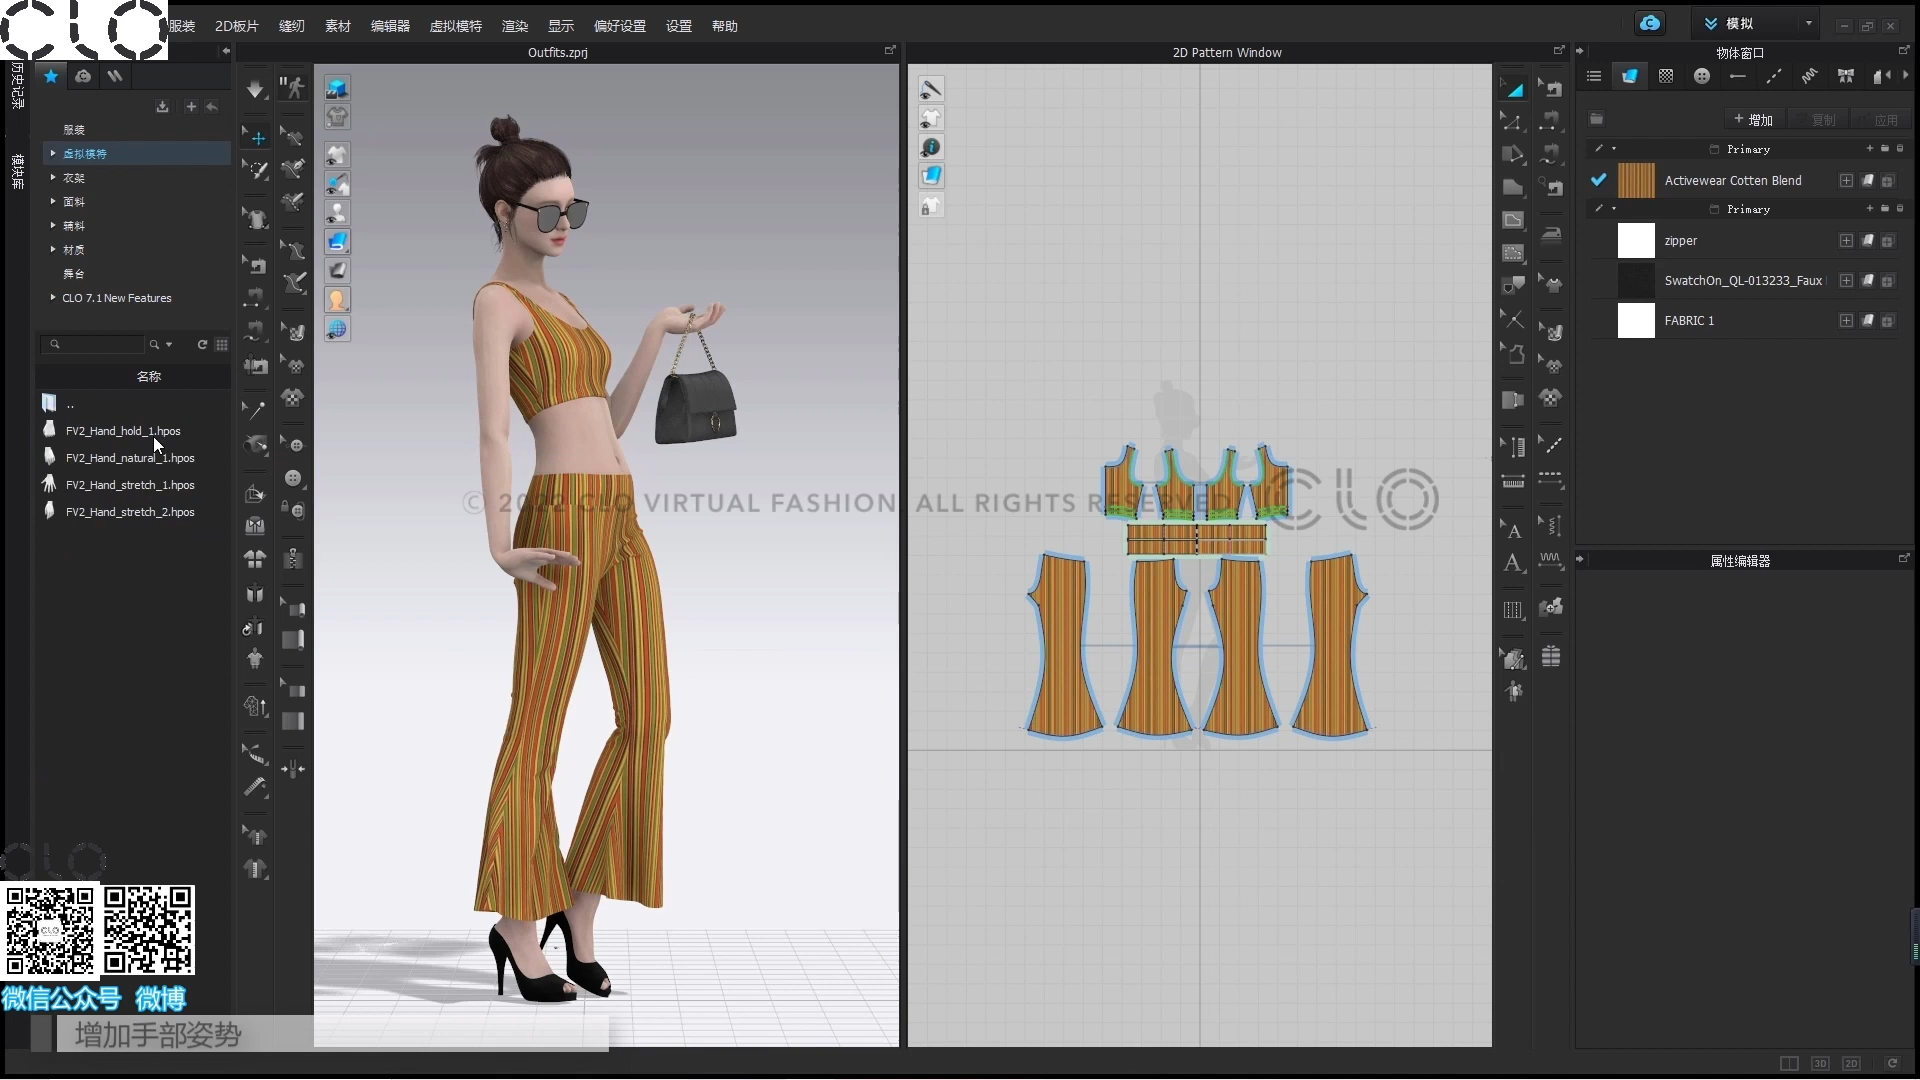 CLO
服装 2D板片 缝纫 素材 编辑器 虚拟模特 渲染 显示 偏好设置 设置 帮助
模拟
Outfits.zprj
2D Pattern Window
物体窗口
历史记录
模块库
服装
虚拟模特
衣架
面料
辅料
材质
舞台
CLO 7.1 New Features
名称
..
FV2_Hand_hold_1.hpos
FV2_Hand_natural_1.hpos
FV2_Hand_stretch_1.hpos
FV2_Hand_stretch_2.hpos
+ 增加 复制 应用
Primary
Activewear Cotten Blend
Primary
zipper
SwatchOn_QL-013233_Faux
FABRIC 1
属性编辑器
© 2022 CLO VIRTUAL FASHION ALL RIGHTS RESERVED CLO
CLO
CLO
微信公众号 微博
增加手部姿势
3D 2D